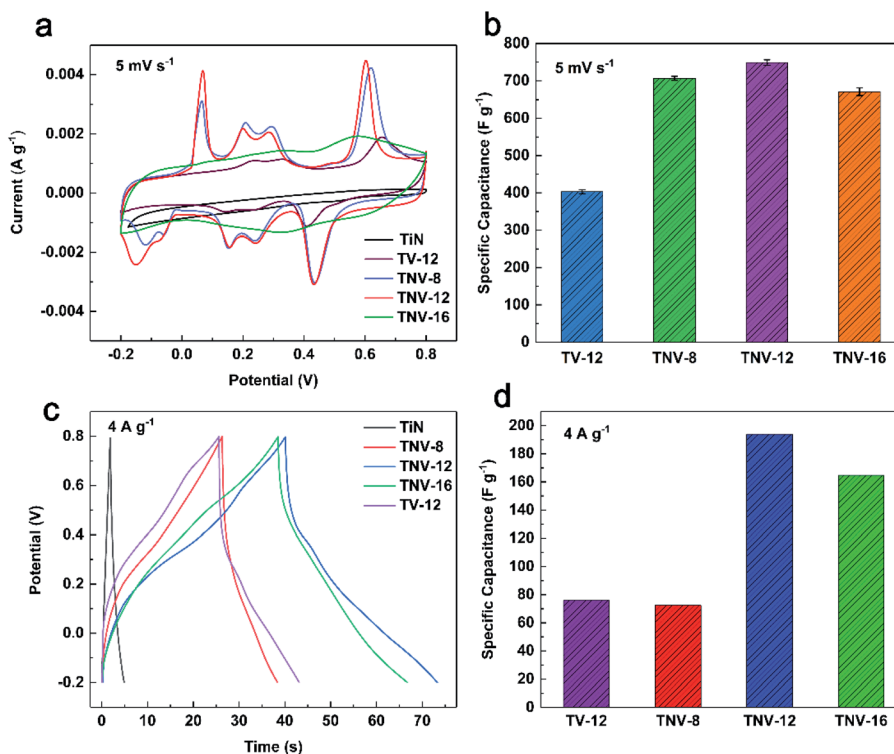 a
5 mV s⁻¹
Current (A g⁻¹)
0.004
0.002
0.000
-0.002
-0.004
-0.2
0.0
0.2
0.4
0.6
0.8
Potential (V)
TiN
TV-12
TNV-8
TNV-12
TNV-16
b
5 mV s⁻¹
Specific Capacitance (F g⁻¹)
800
700
600
500
400
300
200
100
0
TV-12
TNV-8
TNV-12
TNV-16
c
4 A g⁻¹
Potential (V)
0.8
0.6
0.4
0.2
0.0
-0.2
0
10
20
30
40
50
60
70
Time (s)
TiN
TNV-8
TNV-12
TNV-16
TV-12
d
4 A g⁻¹
Specific Capacitance (F g⁻¹)
200
180
160
140
120
100
80
60
40
20
0
TV-12
TNV-8
TNV-12
TNV-16